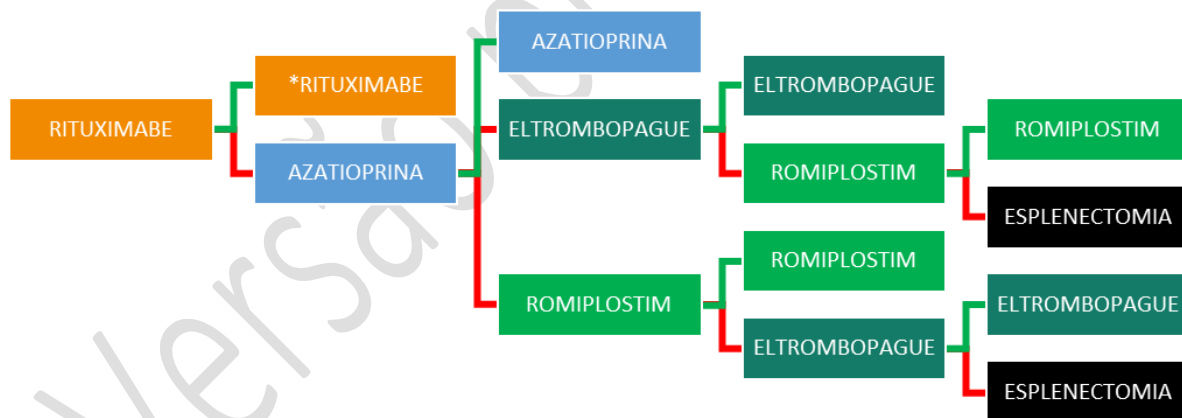 RITUXIMABE
*RITUXIMABE
AZATIOPRINA
AZATIOPRINA
ELTROMBOPAGUE
ROMIPLOSTIM
ELTROMBOPAGUE
ROMIPLOSTIM
ROMIPLOSTIM
ELTROMBOPAGUE
ROMIPLOSTIM
ESPLENECTOMIA
ELTROMBOPAGUE
ESPLENECTOMIA